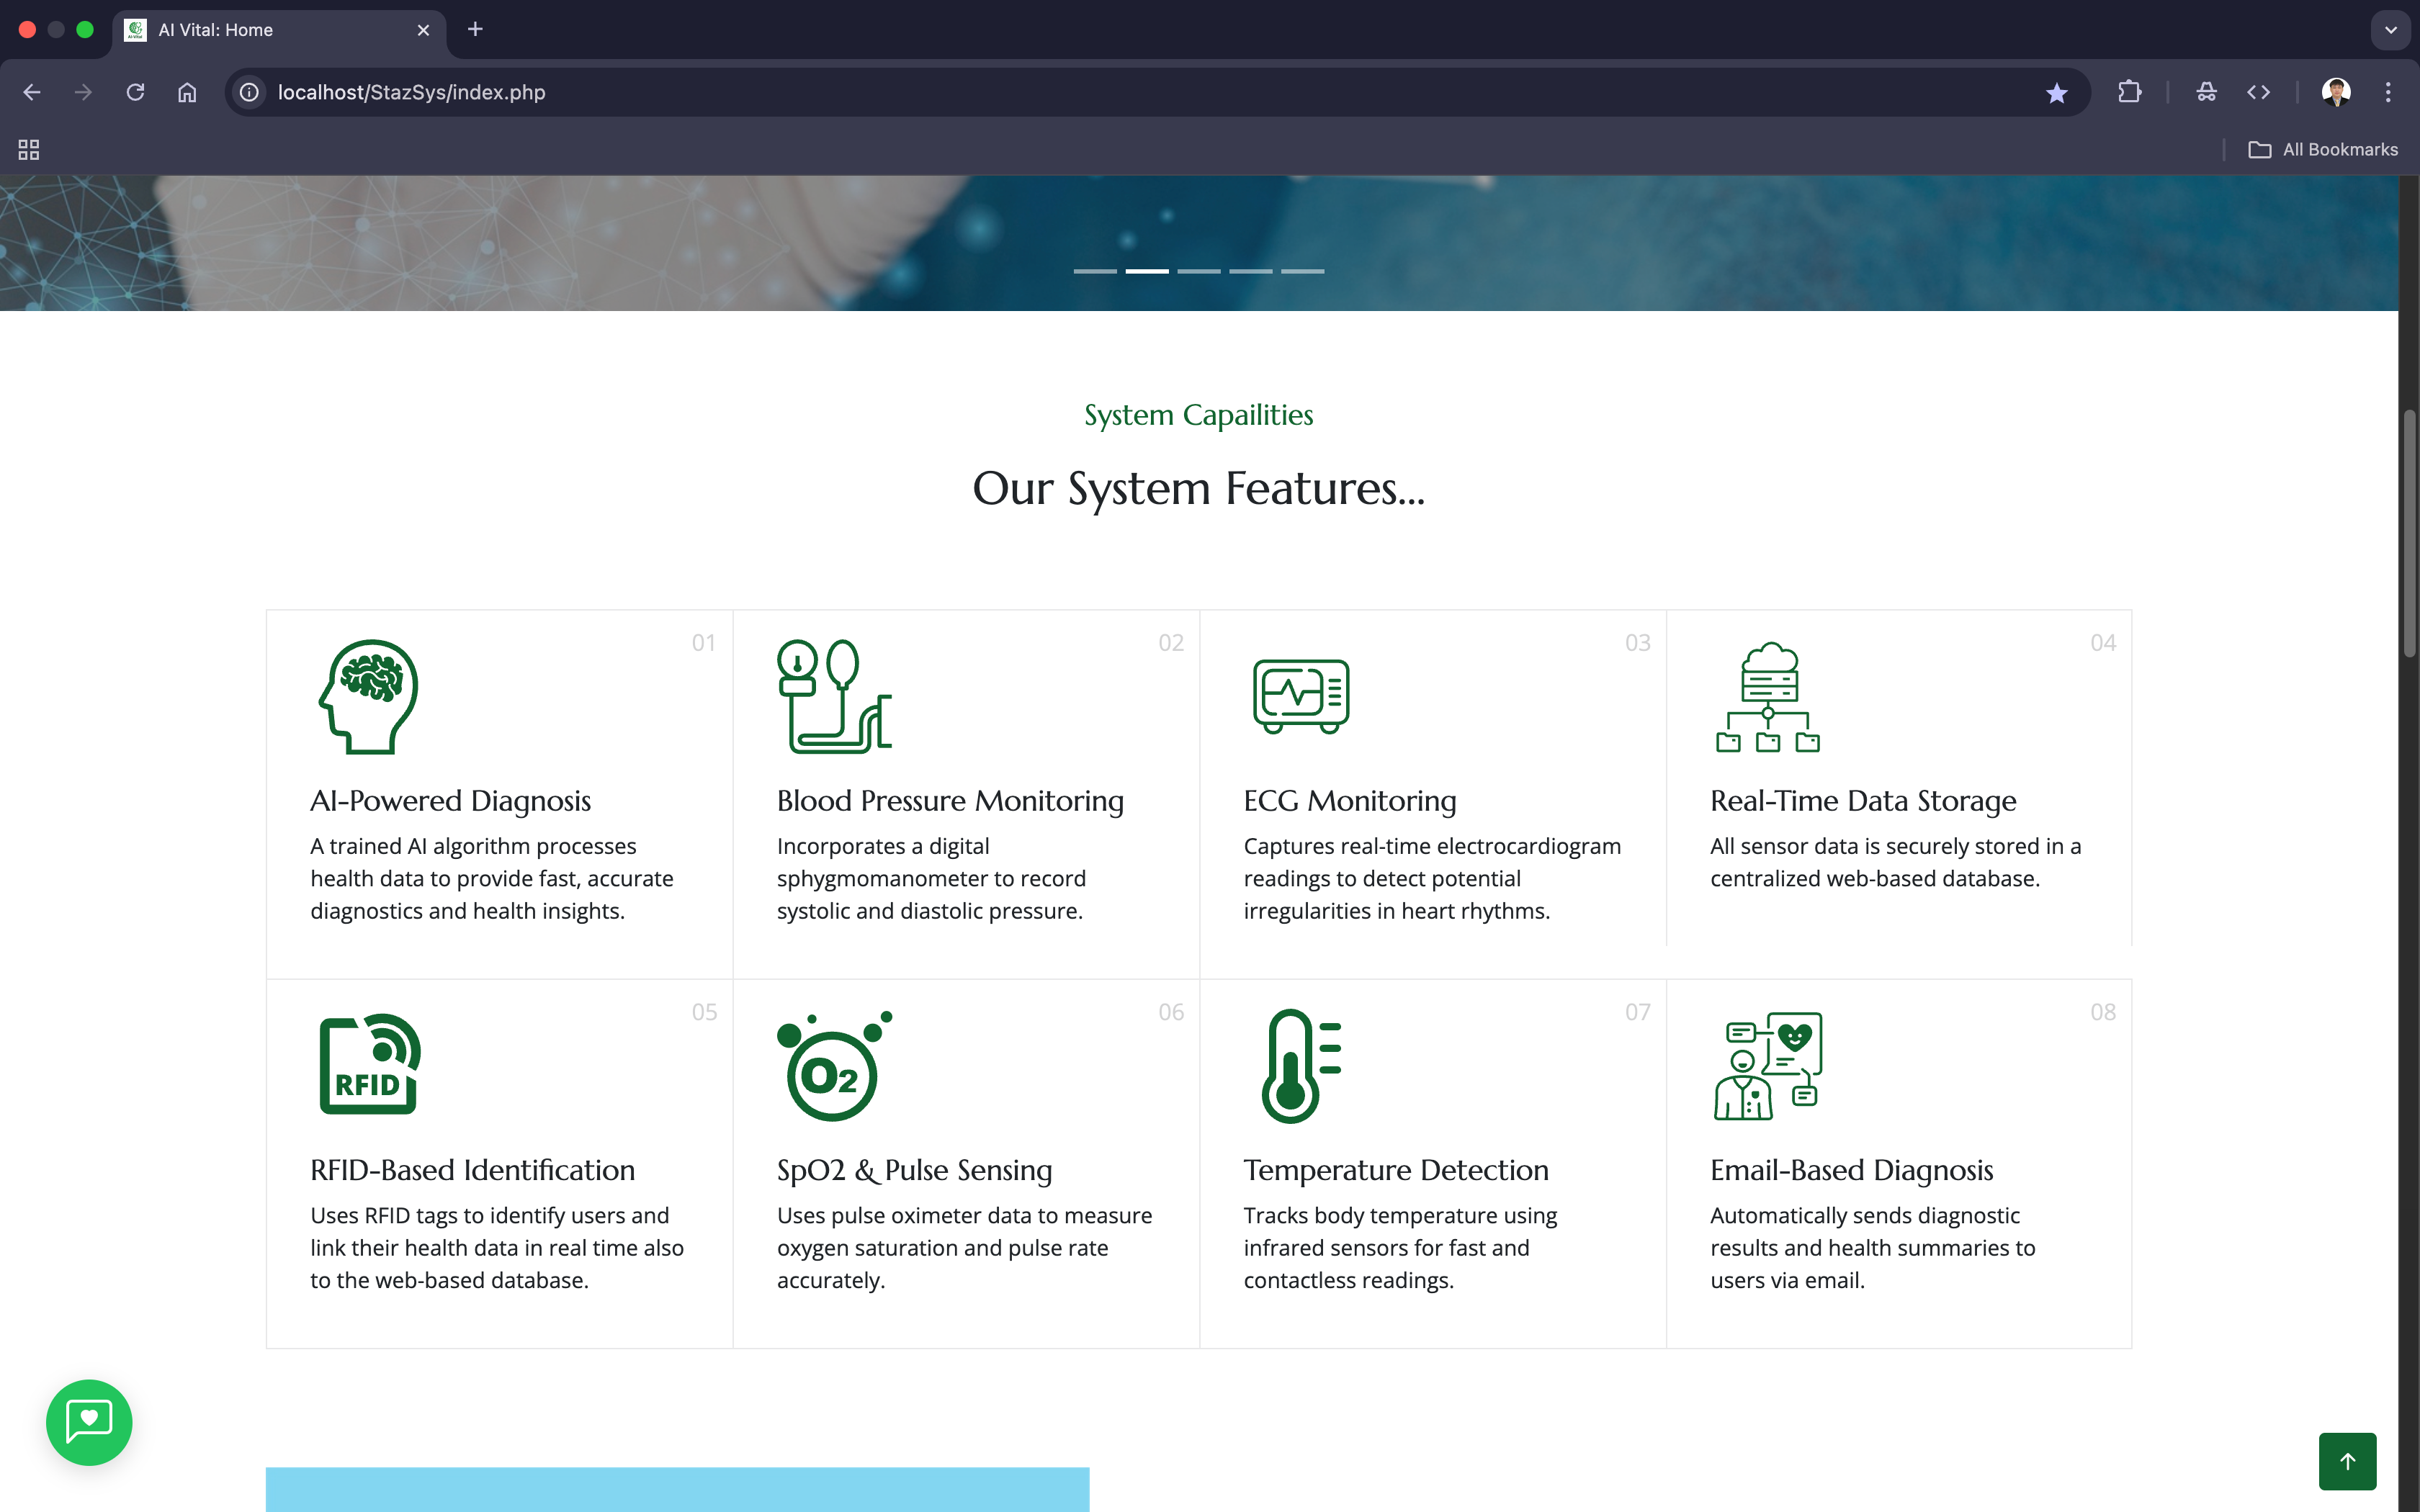 AI Vital: Home
localhost/StazSys/index.php
All Bookmarks
System Capailities
Our System Features...
01
AI-Powered Diagnosis
A trained AI algorithm processes
health data to provide fast, accurate
diagnostics and health insights.
02
Blood Pressure Monitoring
Incorporates a digital
sphygmomanometer to record
systolic and diastolic pressure.
03
ECG Monitoring
Captures real-time electrocardiogram
readings to detect potential
irregularities in heart rhythms.
04
Real-Time Data Storage
All sensor data is securely stored in a
centralized web-based database.
05
RFID
RFID-Based Identification
Uses RFID tags to identify users and
link their health data in real time also
to the web-based database.
06
O2
SpO2 & Pulse Sensing
Uses pulse oximeter data to measure
oxygen saturation and pulse rate
accurately.
07
Temperature Detection
Tracks body temperature using
infrared sensors for fast and
contactless readings.
08
Email-Based Diagnosis
Automatically sends diagnostic
results and health summaries to
users via email.